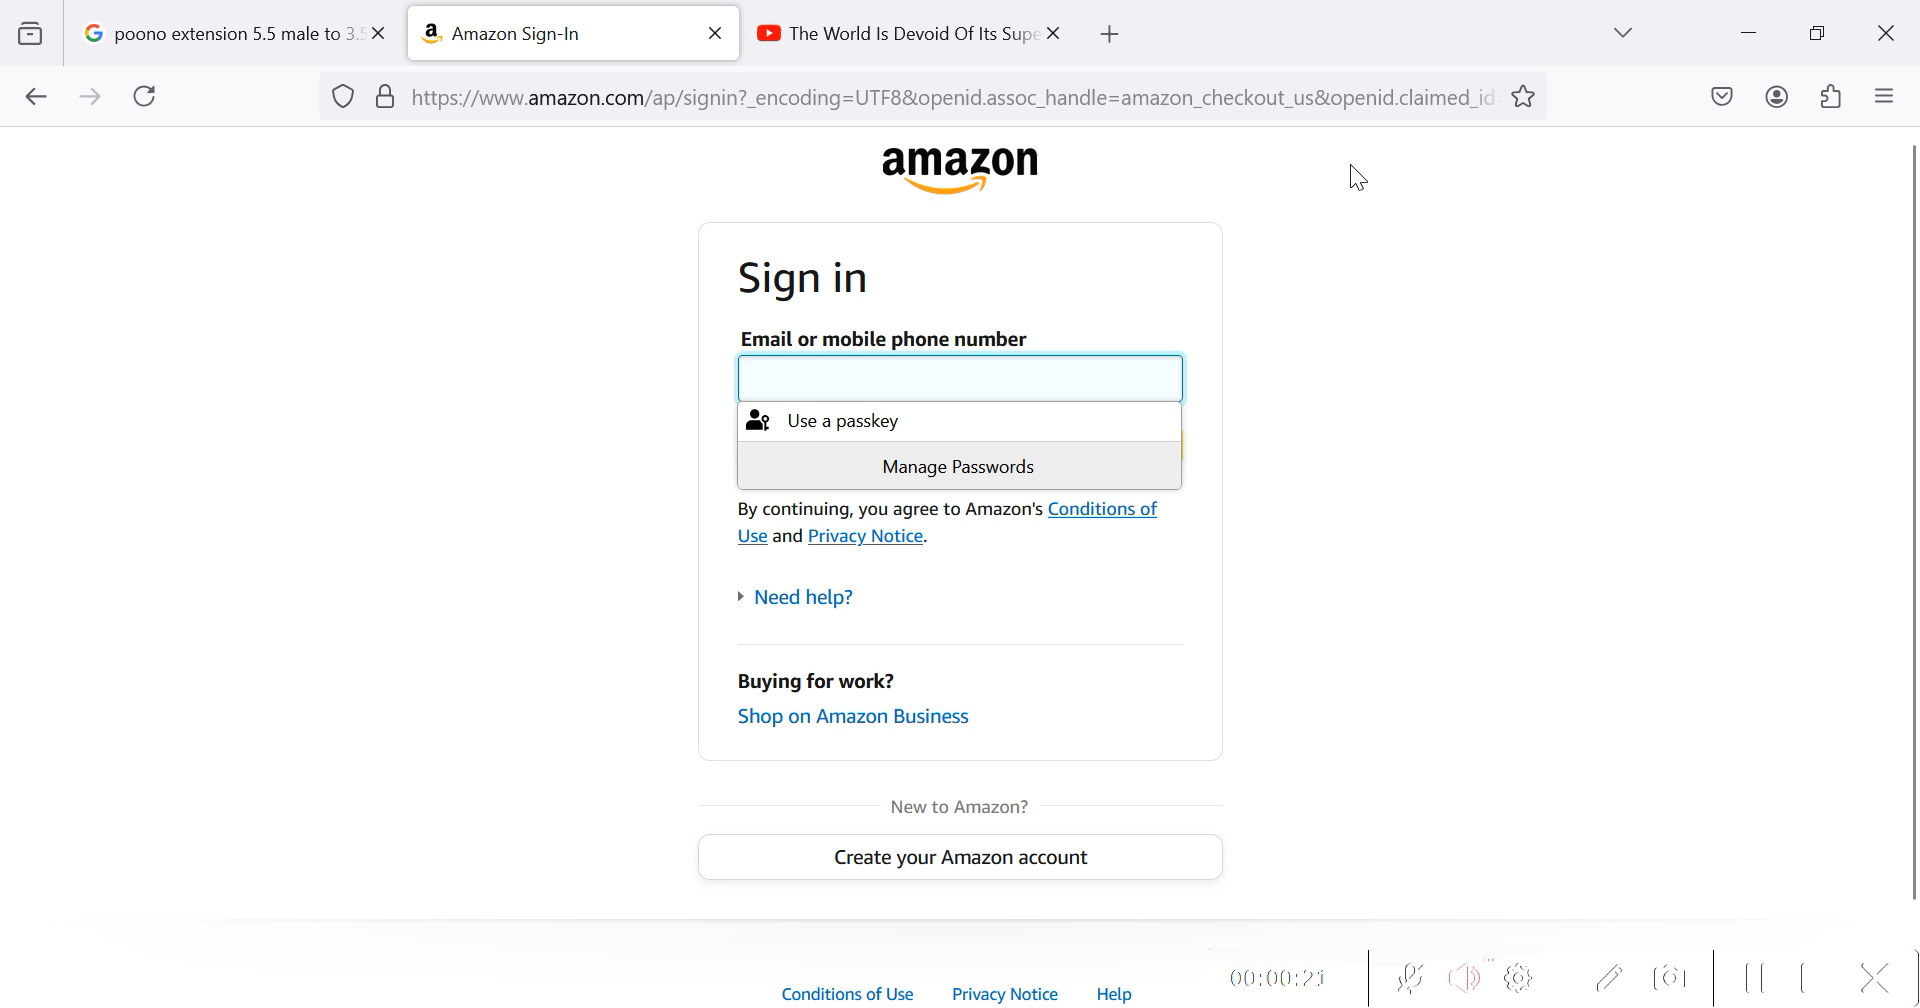 poono extension 5.5 male to 3.5
Amazon Sign-In
The World Is Devoid Of Its Supe
https://www.amazon.com/ap/signin?_encoding=UTF8&openid.assoc_handle=amazon_checkout_us&openid.claimed_id
amazon
Sign in
Email or mobile phone number
Use a passkey
Manage Passwords
By continuing, you agree to Amazon's Conditions of
Use and Privacy Notice.
Need help?
Buying for work?
Shop on Amazon Business
New to Amazon?
Create your Amazon account
00:00:21
Conditions of Use Privacy Notice Help